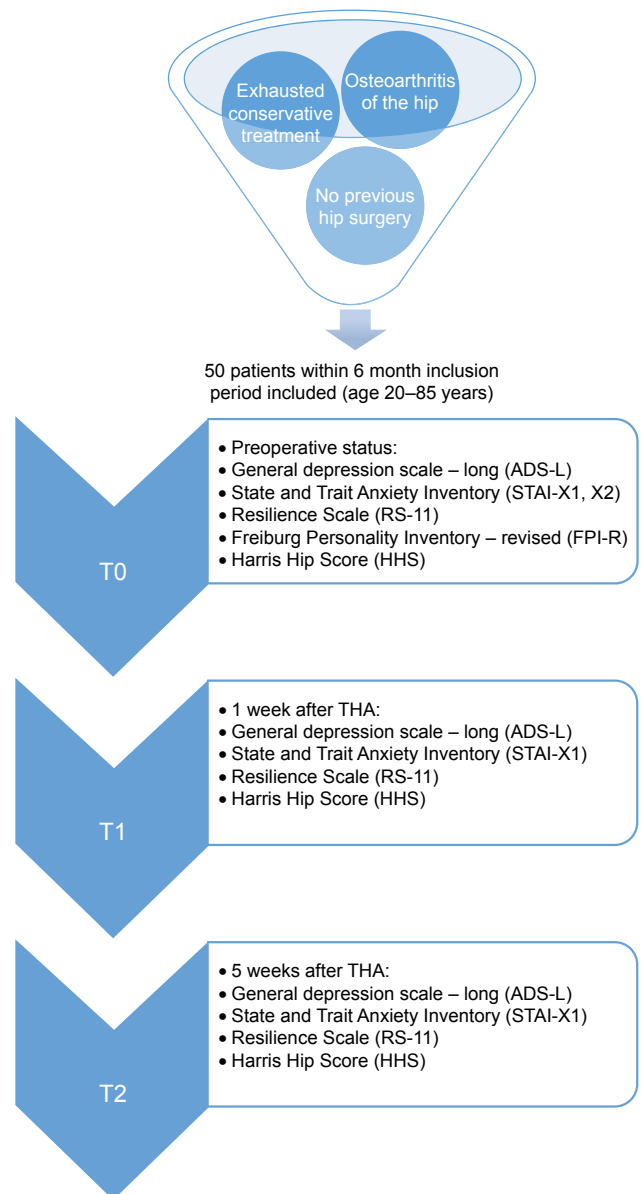 Exhausted
conservative
treatment
Osteoarthritis
of the hip
No previous
hip surgery
50 patients within 6 month inclusion
period included (age 20–85 years)
T0
• Preoperative status:
• General depression scale – long (ADS-L)
• State and Trait Anxiety Inventory (STAI-X1, X2)
• Resilience Scale (RS-11)
• Freiburg Personality Inventory – revised (FPI-R)
• Harris Hip Score (HHS)
T1
• 1 week after THA:
• General depression scale – long (ADS-L)
• State and Trait Anxiety Inventory (STAI-X1)
• Resilience Scale (RS-11)
• Harris Hip Score (HHS)
T2
• 5 weeks after THA:
• General depression scale – long (ADS-L)
• State and Trait Anxiety Inventory (STAI-X1)
• Resilience Scale (RS-11)
• Harris Hip Score (HHS)